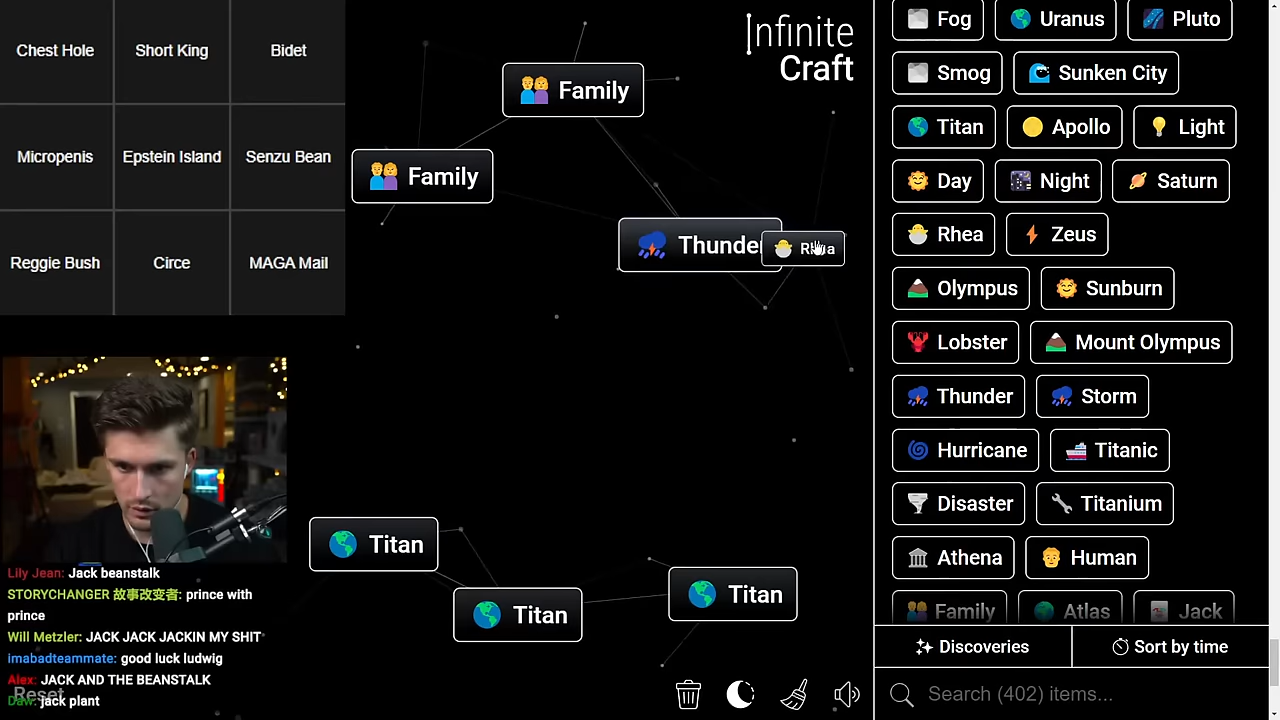 Chest Hole
Short King
Bidet
Micropenis
Epstein Island
Senzu Bean
Reggie Bush
Circe
MAGA Mail
Infinite
Craft
Family
Family
Thunder
Rhea
Titan
Titan
Titan
Fog
Uranus
Pluto
Smog
Sunken City
Titan
Apollo
Light
Day
Night
Saturn
Rhea
Zeus
Olympus
Sunburn
Lobster
Mount Olympus
Thunder
Storm
Hurricane
Titanic
Disaster
Titanium
Athena
Human
Family
Atlas
Jack
Discoveries
Sort by time
Search (402) items...
Lily Jean: Jack beanstalk
STORYCHANGER 故事改变者: prince with
prince
Will Metzler: JACK JACK JACKIN MY SHIT
imabadteammate: good luck ludwig
Alex: JACK AND THE BEANSTALK
Reset
Daw: jack plant